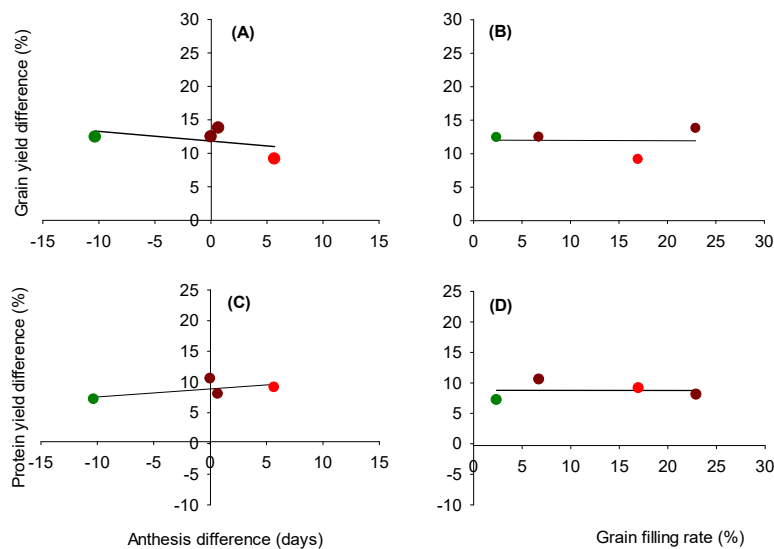 Grain yield difference (%)
(A)
30
25
20
15
10
5
0
-15 -10 -5 0 5 10 15
(B)
30
25
20
15
10
5
0
0 5 10 15 20 25 30
Protein yield difference (%)
(C)
25
20
15
10
5
0
-5
-10
-15 -10 -5 0 5 10 15
(D)
25
20
15
10
5
0
-5
-10
0 5 10 15 20 25 30
Anthesis difference (days)
Grain filling rate (%)